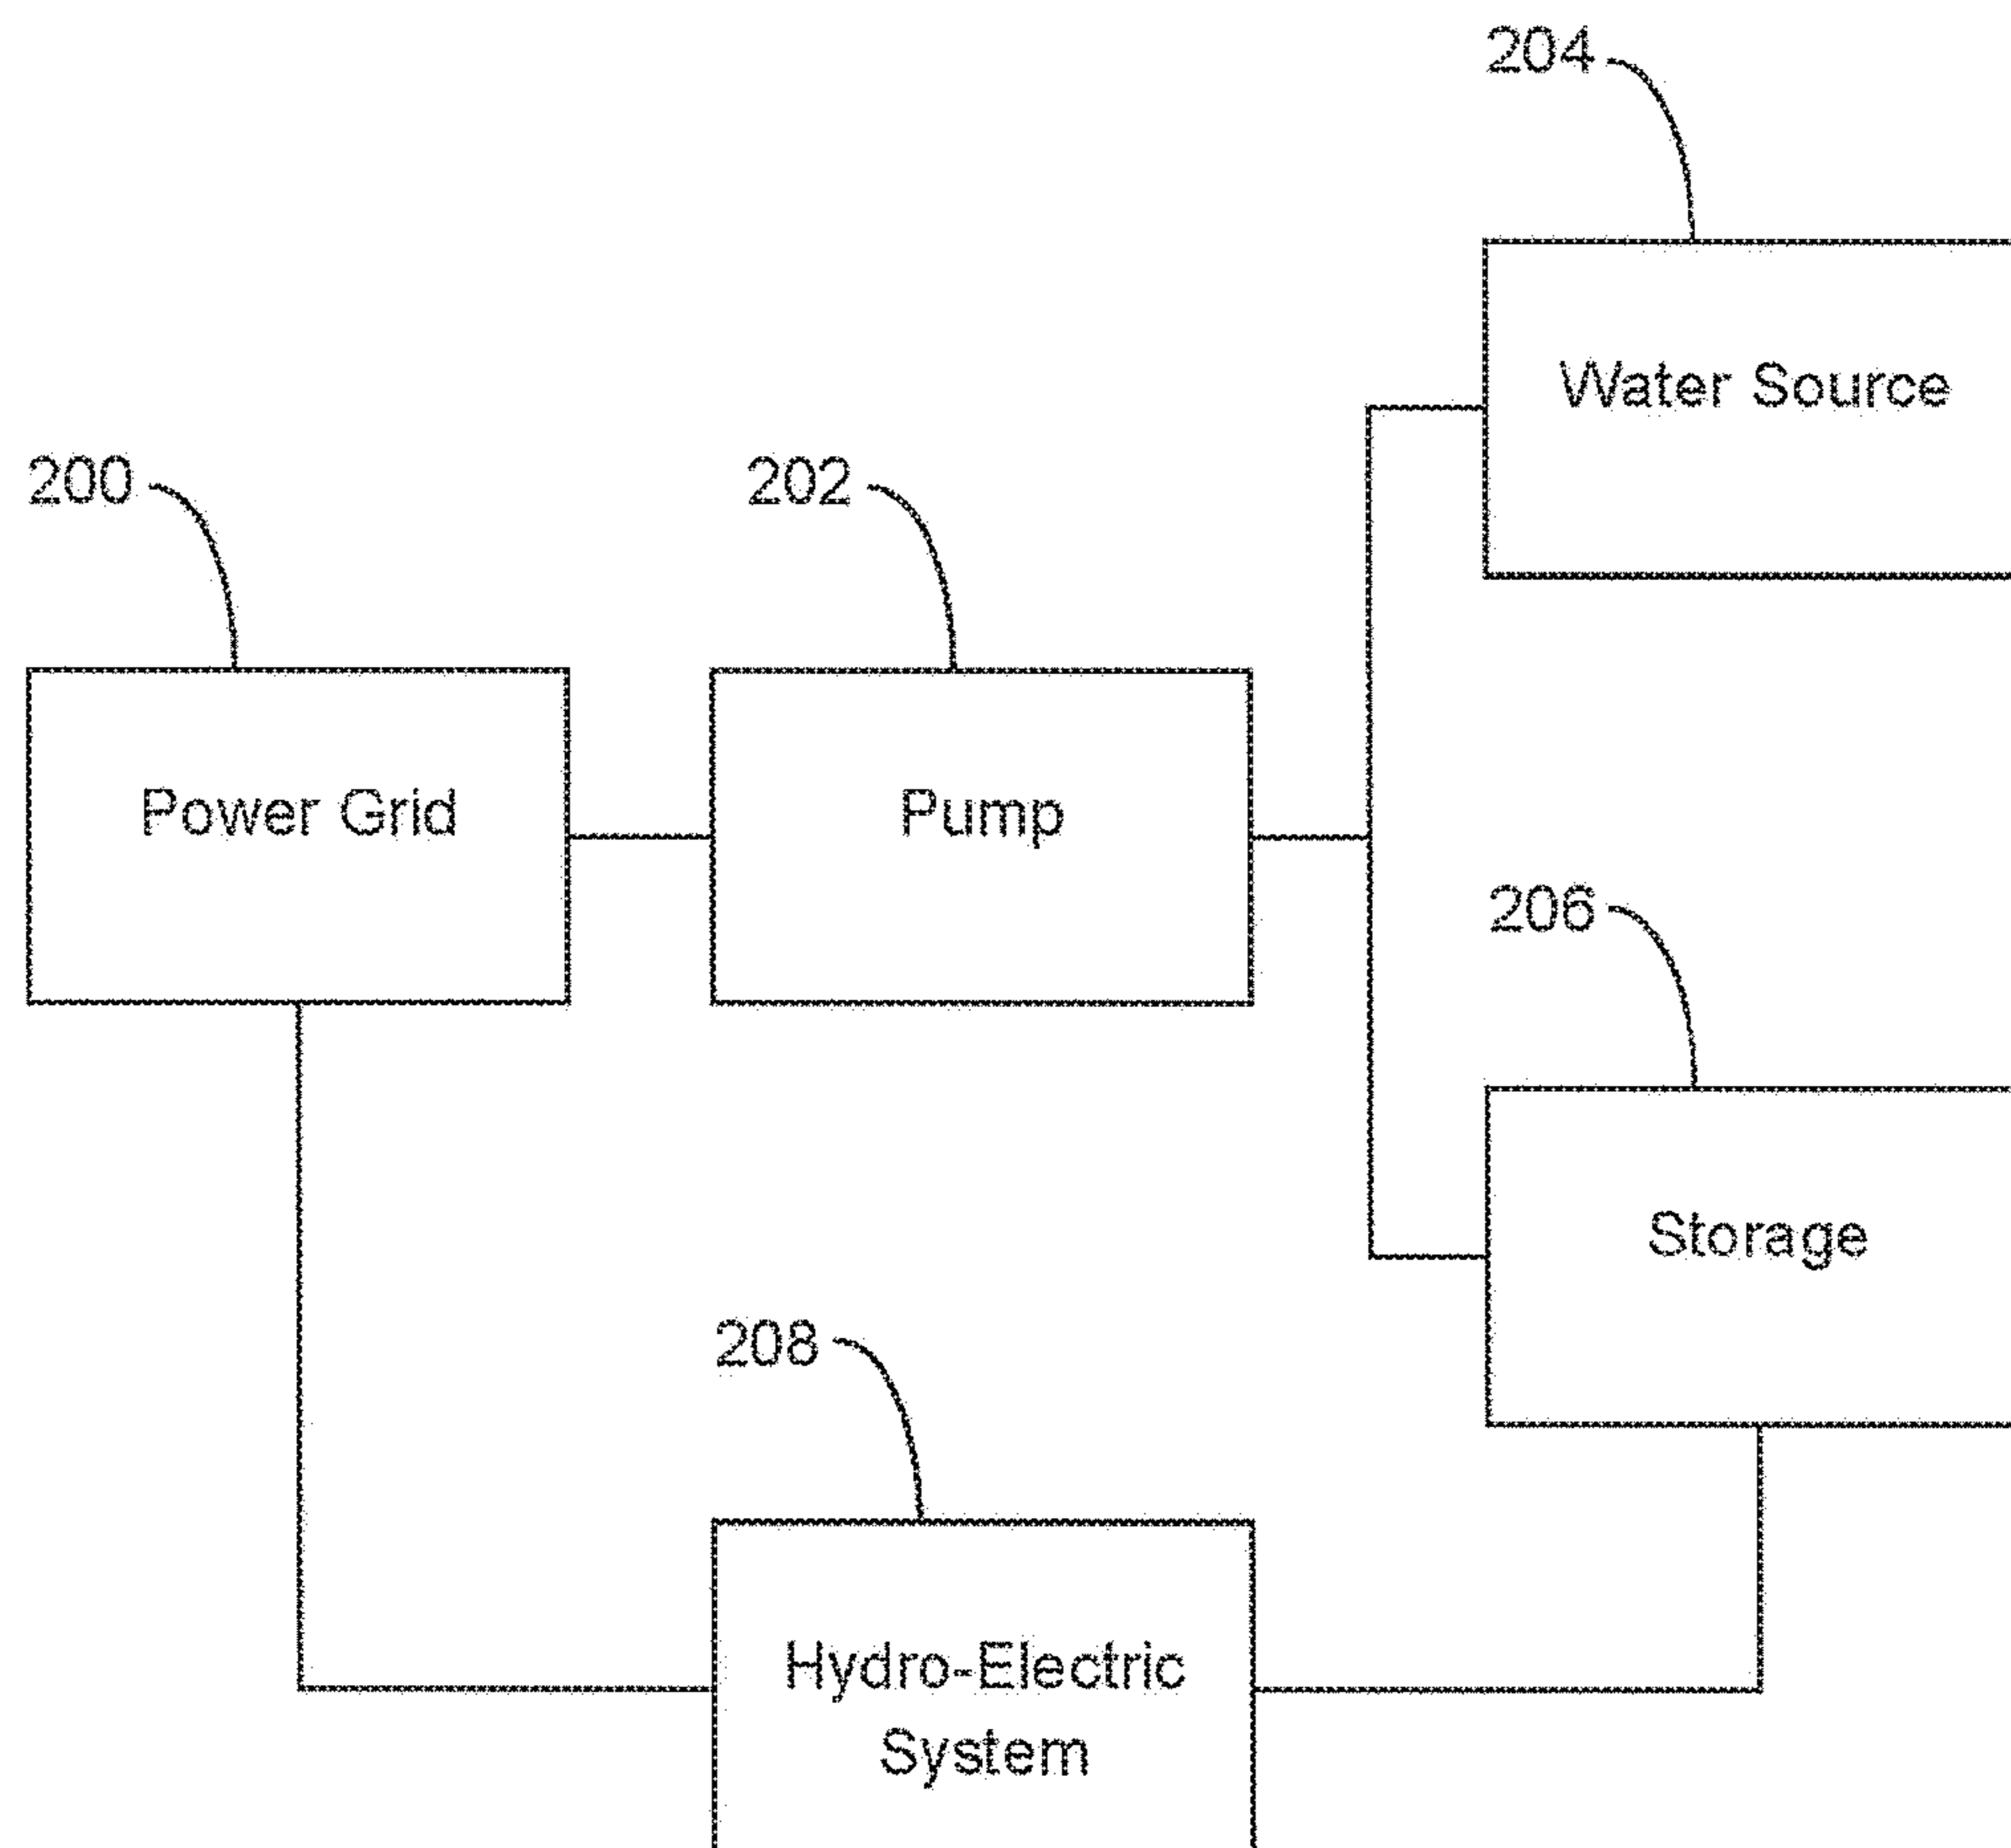 204
Water Source
200
202
Power Grid
Pump
206
Storage
208
Hydro-Electric
System